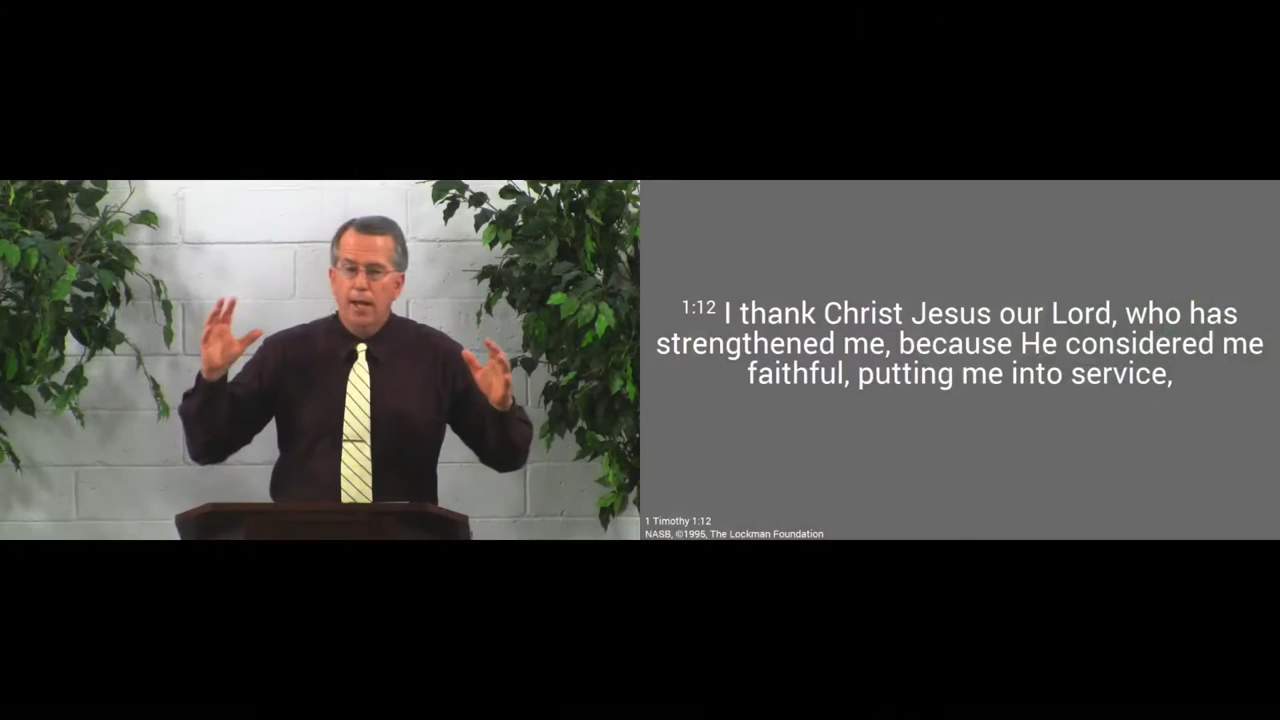 1:12 I thank Christ Jesus our Lord, who has
strengthened me, because He considered me
faithful, putting me into service,
1 Timothy 1:12
NASB, ©1995, The Lockman Foundation